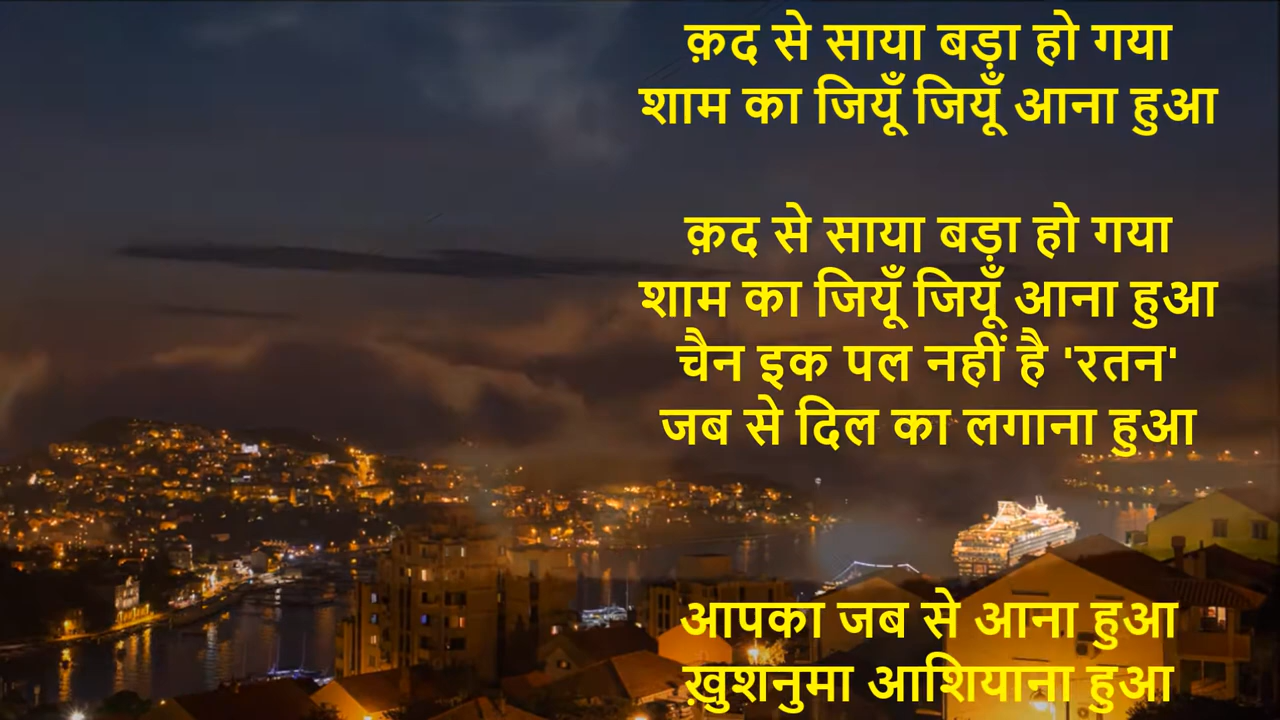 क़द से साया बड़ा हो गया
शाम का जियूँ जियूँ आना हुआ
क़द से साया बड़ा हो गया
शाम का जियूँ जियूँ आना हुआ
चैन इक पल नहीं है 'रतन'
जब से दिल का लगाना हुआ
आपका जब से आना हुआ
ख़ुशनुमा आशियाना हुआ